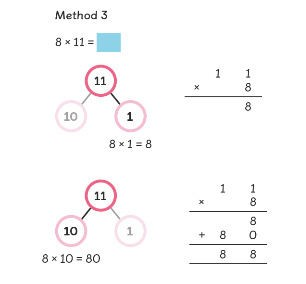 Method 3
8 × 11 =
11
10 1
8 × 1 = 8
1 1
× 8
8
11
10 1
8 × 10 = 80
1 1
× 8
8
+ 8 0
8 8